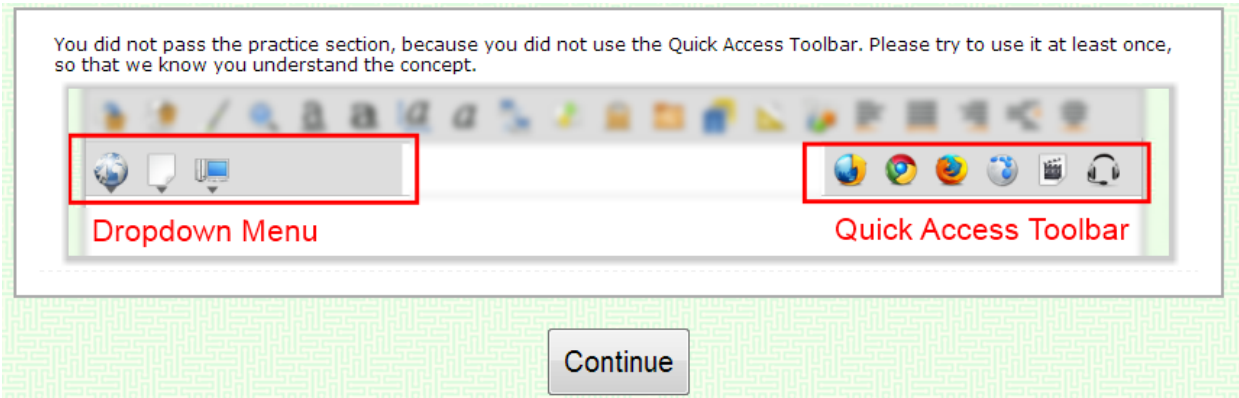 You did not pass the practice section, because you did not use the Quick Access Toolbar. Please try to use it at least once,
so that we know you understand the concept.
Dropdown Menu
Quick Access Toolbar
Continue